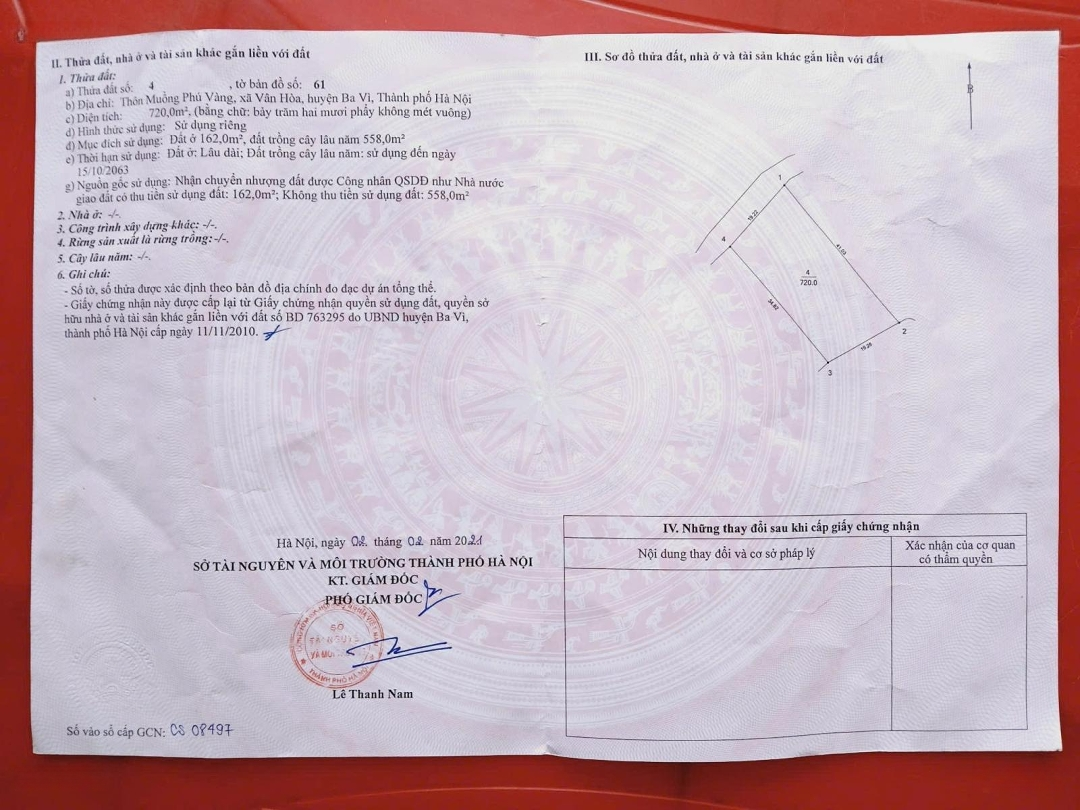 II. Thửa đất, nhà ở và tài sản khác gắn liền với đất
1. Thửa đất:
a) Thửa đất số: 4 , tờ bản đồ số: 61
b) Địa chỉ: Thôn Muồng Phú Vàng, xã Vân Hòa, huyện Ba Vì, Thành phố Hà Nội
c) Diện tích: 720,0m², (bằng chữ: bảy trăm hai mươi phẩy không mét vuông)
d) Hình thức sử dụng: Sử dụng riêng
đ) Mục đích sử dụng: Đất ở 162,0m², đất trồng cây lâu năm 558,0m²
e) Thời hạn sử dụng: Đất ở: Lâu dài; Đất trồng cây lâu năm: sử dụng đến ngày
15/10/2063
g) Nguồn gốc sử dụng: Nhận chuyển nhượng đất được Công nhân QSDĐ như Nhà nước
giao đất có thu tiền sử dụng đất: 162,0m²; Không thu tiền sử dụng đất: 558,0m²
2. Nhà ở: -/-.
3. Công trình xây dựng khác: -/-.
4. Rừng sản xuất là rừng trồng:-/-.
5. Cây lâu năm: -/-.
6. Ghi chú:
- Số tờ, số thửa được xác định theo bản đồ địa chính đo đạc dự án tổng thể.
- Giấy chứng nhận này được cấp lại từ Giấy chứng nhận quyền sử dụng đất, quyền sở
hữu nhà ở và tài sản khác gắn liền với đất số BD 763295 do UBND huyện Ba Vì,
thành phố Hà Nội cấp ngày 11/11/2010.
Hà Nội, ngày 02 tháng 02 năm 2021
SỞ TÀI NGUYÊN VÀ MÔI TRƯỜNG THÀNH PHỐ HÀ NỘI
KT. GIÁM ĐỐC
PHÓ GIÁM ĐỐC
SỞ
THÀNH PHỐ HÀ NỘI
Lê Thanh Nam
Số vào sổ cấp GCN: CS 08497
III. Sơ đồ thửa đất, nhà ở và tài sản khác gắn liền với đất
B
1
19.22
4
41.03
4
720.0
34.82
2
19.26
3
IV. Những thay đổi sau khi cấp giấy chứng nhận
Nội dung thay đổi và cơ sở pháp lý
Xác nhận của cơ quan
có thẩm quyền